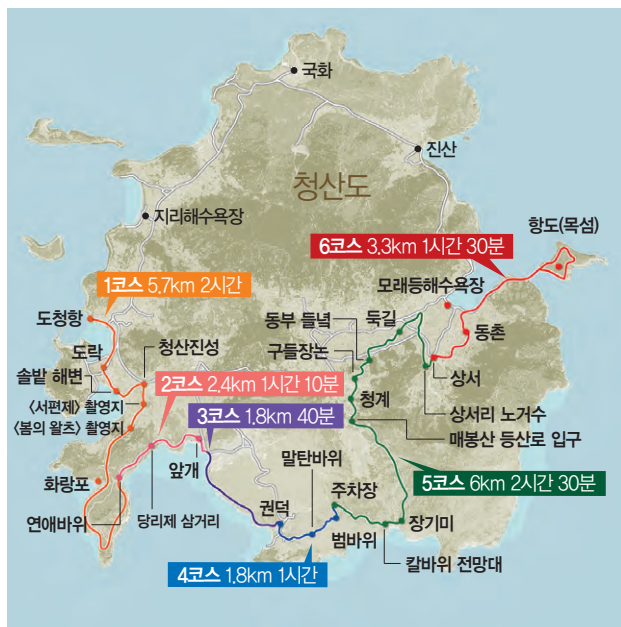 국화
진산
청산도
지리해수욕장
항도(목섬)
6코스 3.3km 1시간 30분
1코스 5.7km 2시간
모래등해수욕장
도청항
동부 들녘
둑길
동촌
도락
청산진성
구들장논
상서
솔밭 해변
2코스 2.4km 1시간 10분
청계
상서리 노거수
〈서편제〉 촬영지
3코스 1.8km 40분
매봉산 등산로 입구
〈봄의 왈츠〉 촬영지
말탄바위
앞개
주차장
5코스 6km 2시간 30분
화랑포
권덕
연애바위
당리제 삼거리
범바위
장기미
칼바위 전망대
4코스 1.8km 1시간